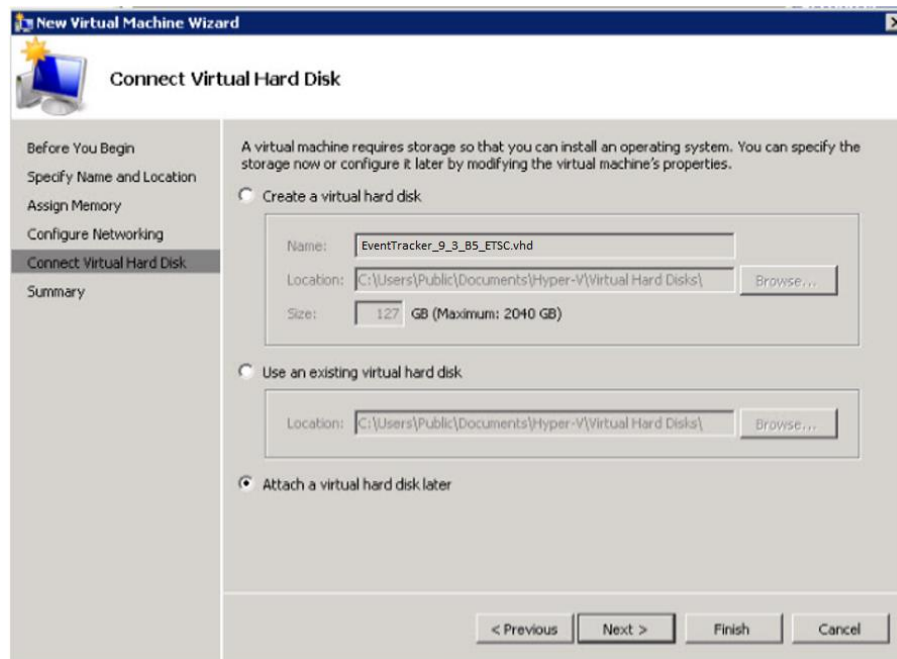 New Virtual Machine Wizard
Connect Virtual Hard Disk
Before You Begin
Specify Name and Location
Assign Memory
Configure Networking
Connect Virtual Hard Disk
Summary
A virtual machine requires storage so that you can install an operating system. You can specify the
storage now or configure it later by modifying the virtual machine's properties.
Create a virtual hard disk
Name: EventTracker_9_3_B5_ETSC.vhd
Location: C:\Users\Public\Documents\Hyper-V\Virtual Hard Disks\ Browse...
Size: 127 GB (Maximum: 2040 GB)
Use an existing virtual hard disk
Location: C:\Users\Public\Documents\Hyper-V\Virtual Hard Disks\ Browse...
Attach a virtual hard disk later
< Previous Next > Finish Cancel